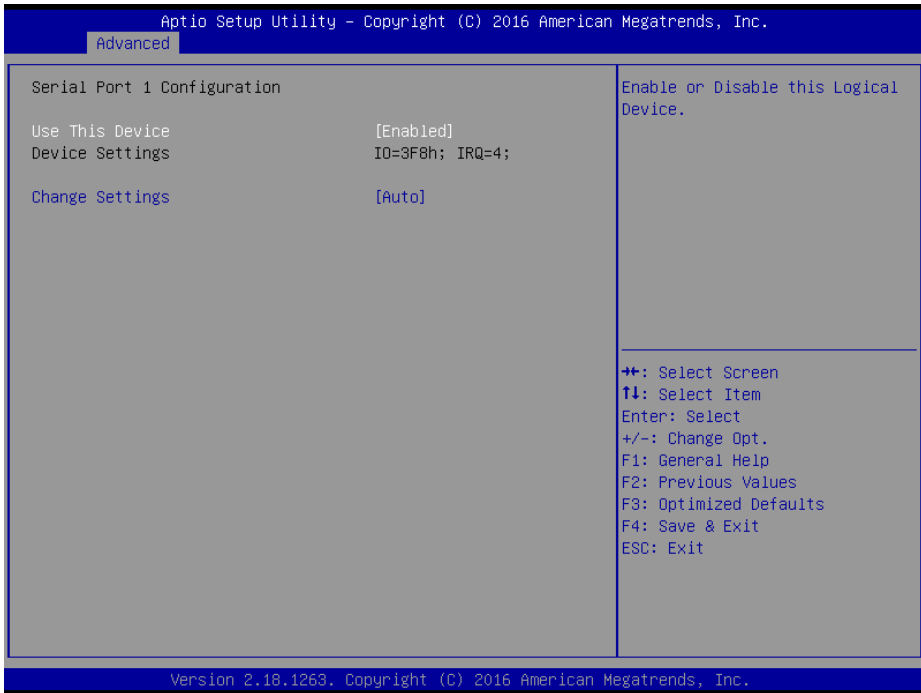 Aptio Setup Utility – Copyright (C) 2016 American Megatrends, Inc.
Advanced
Serial Port 1 Configuration
Use This Device [Enabled]
Device Settings IO=3F8h; IRQ=4;
Change Settings [Auto]
Enable or Disable this Logical
Device.
→←: Select Screen
↑↓: Select Item
Enter: Select
+/-: Change Opt.
F1: General Help
F2: Previous Values
F3: Optimized Defaults
F4: Save & Exit
ESC: Exit
Version 2.18.1263. Copyright (C) 2016 American Megatrends, Inc.